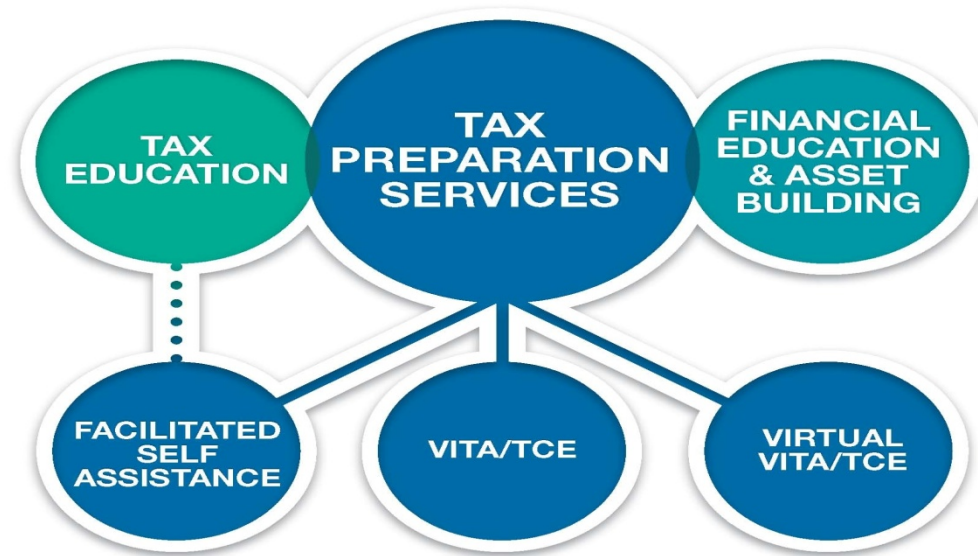 TAX
EDUCATION
TAX
PREPARATION
SERVICES
FINANCIAL
EDUCATION
& ASSET
BUILDING
FACILITATED
SELF
ASSISTANCE
VITA/TCE
VIRTUAL
VITA/TCE